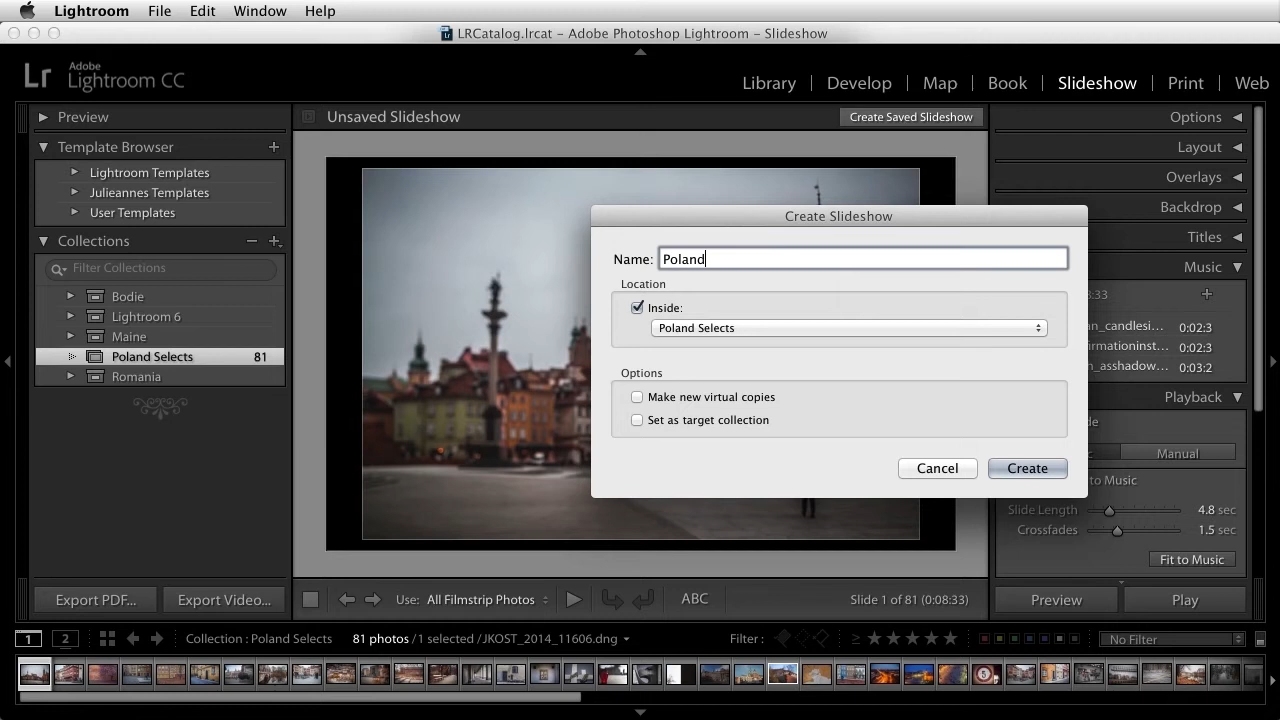 Lightroom File Edit Window Help
LRCatalog.lrcat – Adobe Photoshop Lightroom – Slideshow
Lr Adobe Lightroom CC
Library Develop Map Book Slideshow Print Web
Preview
Unsaved Slideshow
Create Saved Slideshow
Options
Template Browser
Layout
Lightroom Templates
Overlays
Julieannes Templates
User Templates
Backdrop
Create Slideshow
Collections
Titles
Name: Poland
Filter Collections
Music
Location
Bodie
:33
Inside:
Lightroom 6
Poland Selects
an_candlesi... 0:02:3
Maine
irmationinst... 0:02:3
Poland Selects 81
_asshadow... 0:03:2
Romania
Options
Make new virtual copies
Playback
Set as target collection
Manual
Cancel Create
to Music
Slide Length 4.8 sec
Crossfades 1.5 sec
Fit to Music
Export PDF... Export Video...
Use: All Filmstrip Photos
ABC
Slide 1 of 81 (0:08:33)
Preview Play
1 2
Collection : Poland Selects 81 photos /1 selected /JKOST_2014_11606.dng
Filter :
≥ ★★★★★
No Filter